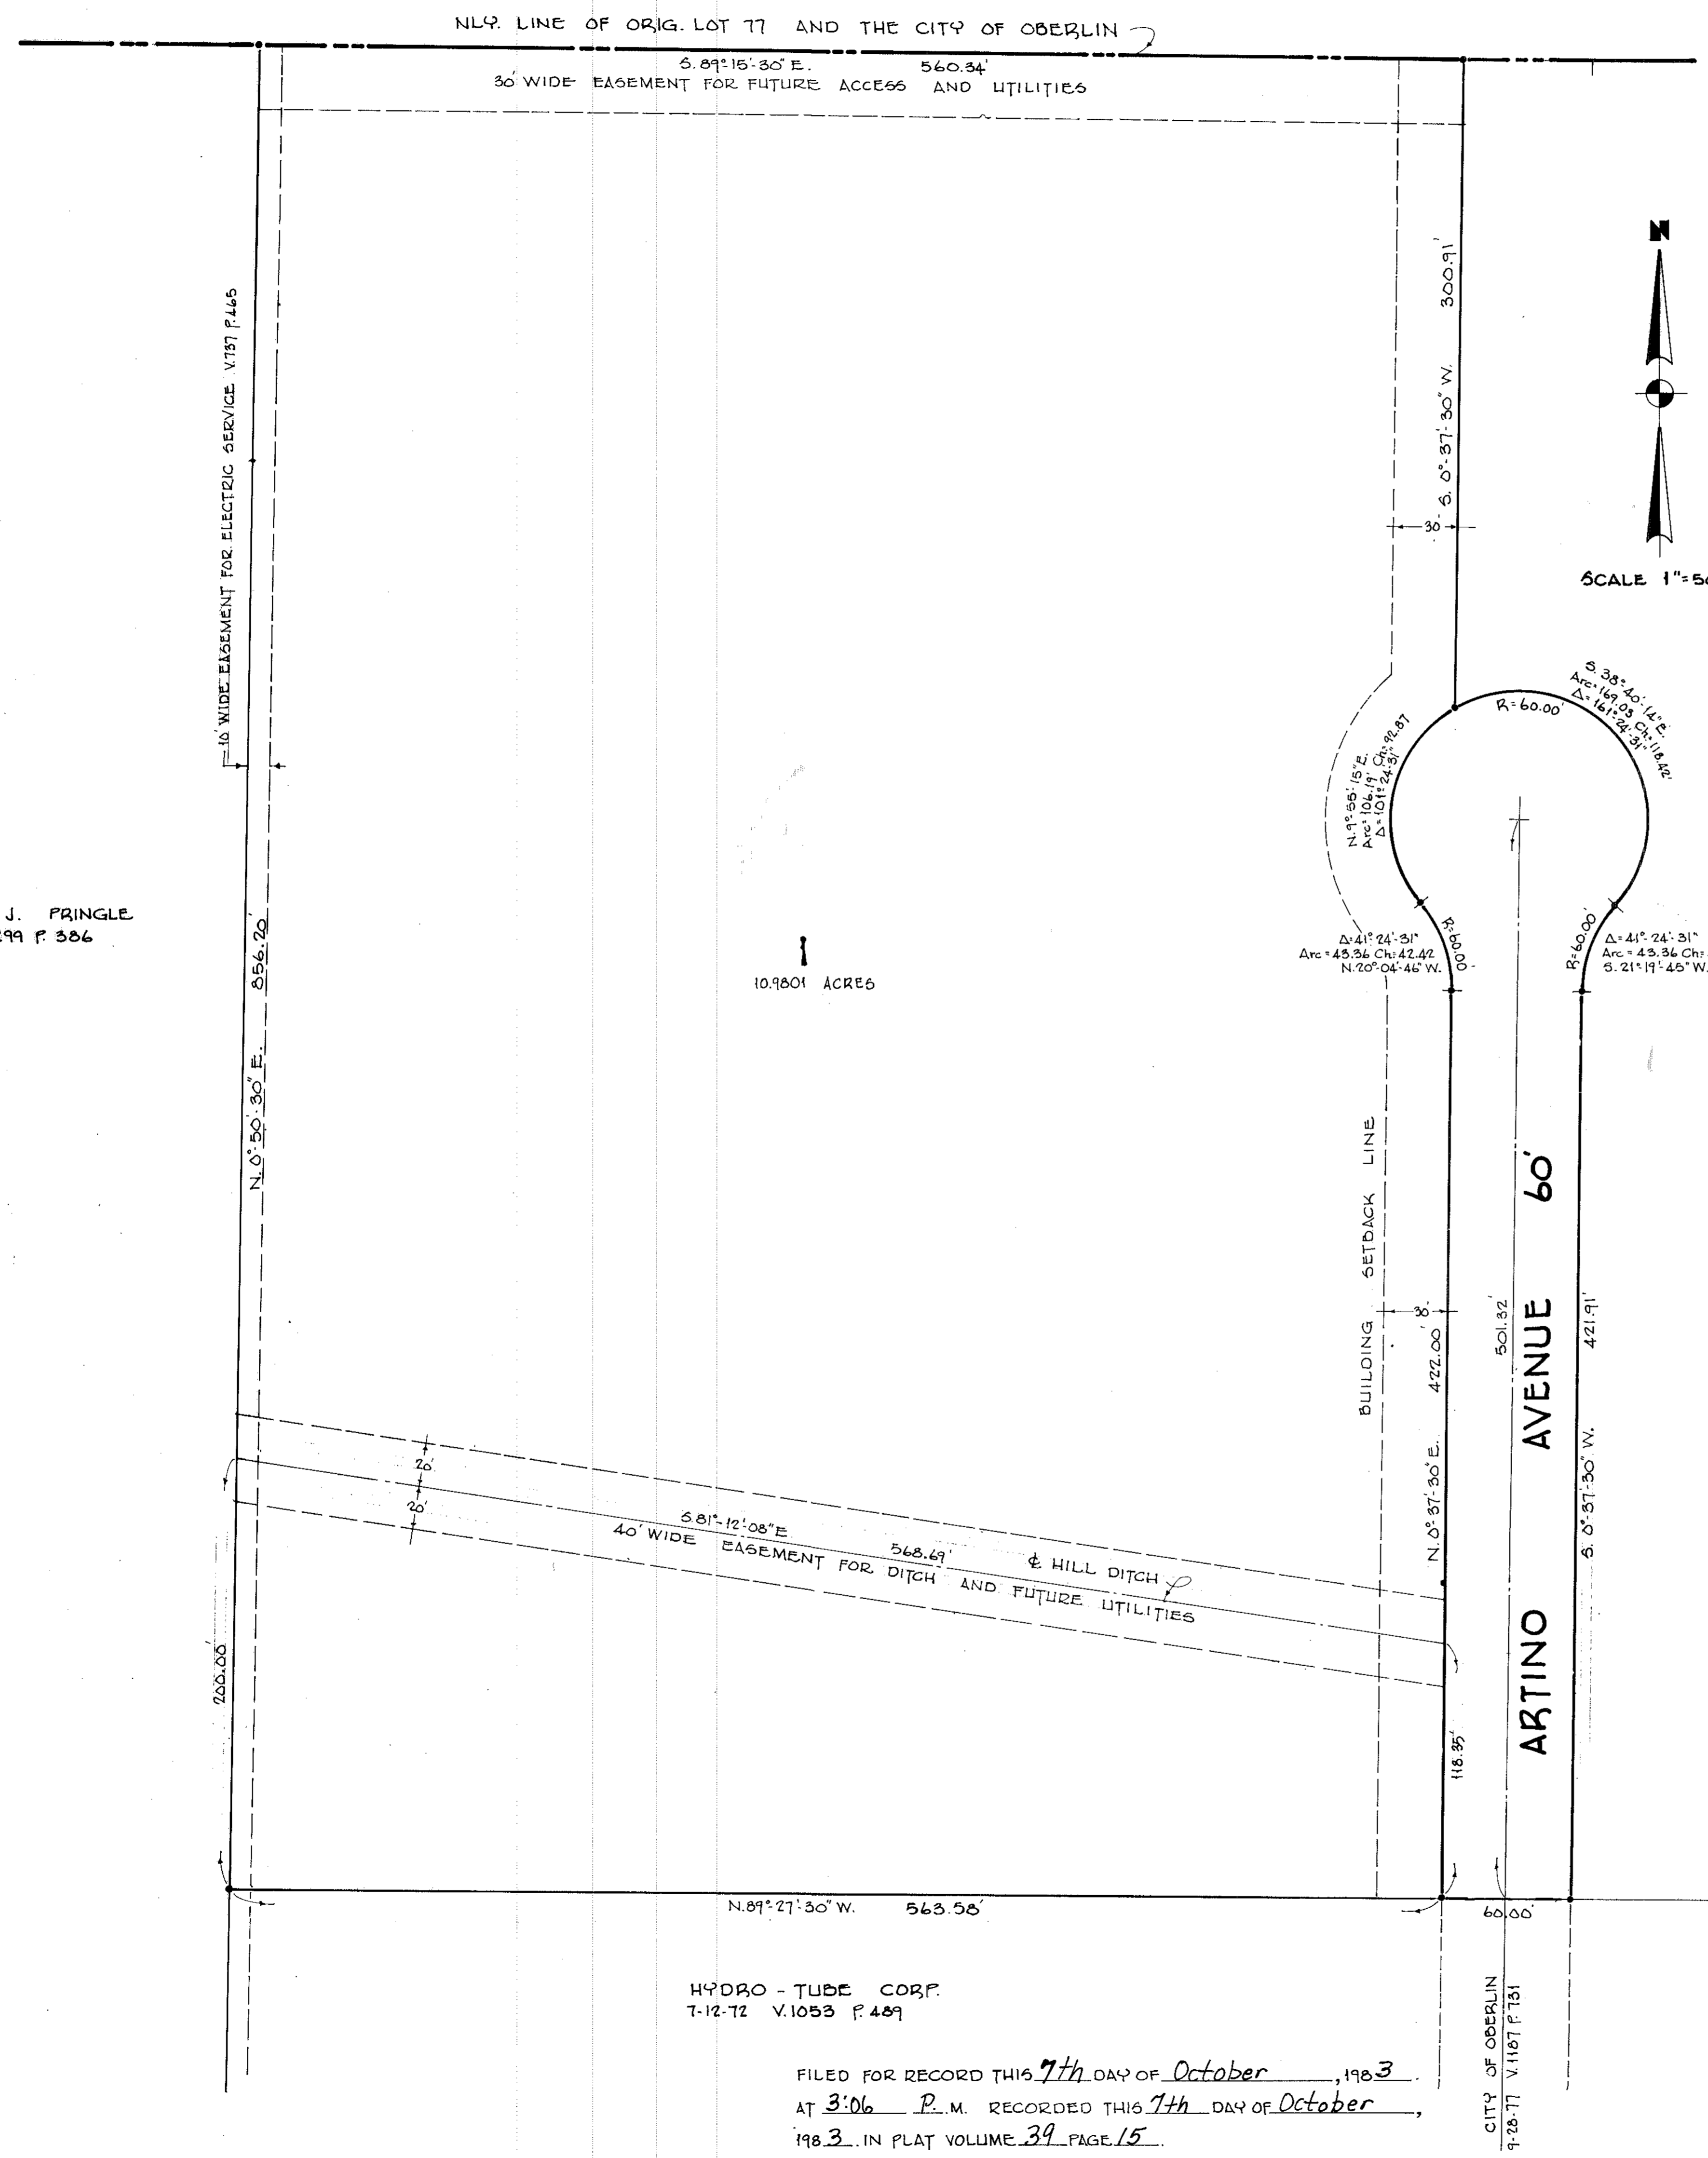 NLY. LINE OF ORIG. LOT 77 AND THE CITY OF OBERLIN
S. 89°-15'-30" E. 560.34'
30' WIDE EASEMENT FOR FUTURE ACCESS AND UTILITIES
10' WIDE EASEMENT FOR ELECTRIC SERVICE V.737 P.465
S. 0°-37'-30" W. 300.91'
30'
N
SCALE 1"=5
S. 38°-40'-14" E.
Arc=169.03 Ch.=118.42'
Δ=161°-24'-31"
R=60.00'
N. 9°-55'-15" E.
Arc=106.19' Ch.=92.87
Δ=101°-24'-31"
J. PRINGLE
99 P. 386
N. 0°-50'-30" E. 856.20'
I
10.9801 ACRES
Δ=41°-24'-31"
Arc=43.36 Ch.=42.42
N. 20°-04'-46" W.
R=60.00'
R=60.00'
Δ=41°-24'-31"
Arc=43.36 Ch.=
S. 21°-19'-45" W.
BUILDING SETBACK LINE
30'
N. 0°-37'-30" E. 422.00'
501.32'
ARTINO AVENUE 60'
S. 0°-37'-30" W. 421.91'
20'
20'
S. 81°-12'-08" E. 568.69' ℄ HILL DITCH
40' WIDE EASEMENT FOR DITCH AND FUTURE UTILITIES
200.00'
118.35'
N. 89°-27'-30" W. 563.58'
60.00'
HYDRO - TUBE CORP.
7-12-72 V.1053 P.489
CITY OF OBERLIN
9-28-77 V.1187 P.731
FILED FOR RECORD THIS 7th DAY OF October, 1983.
AT 3:06 P.M. RECORDED THIS 7th DAY OF October,
1983. IN PLAT VOLUME 39 PAGE 15.